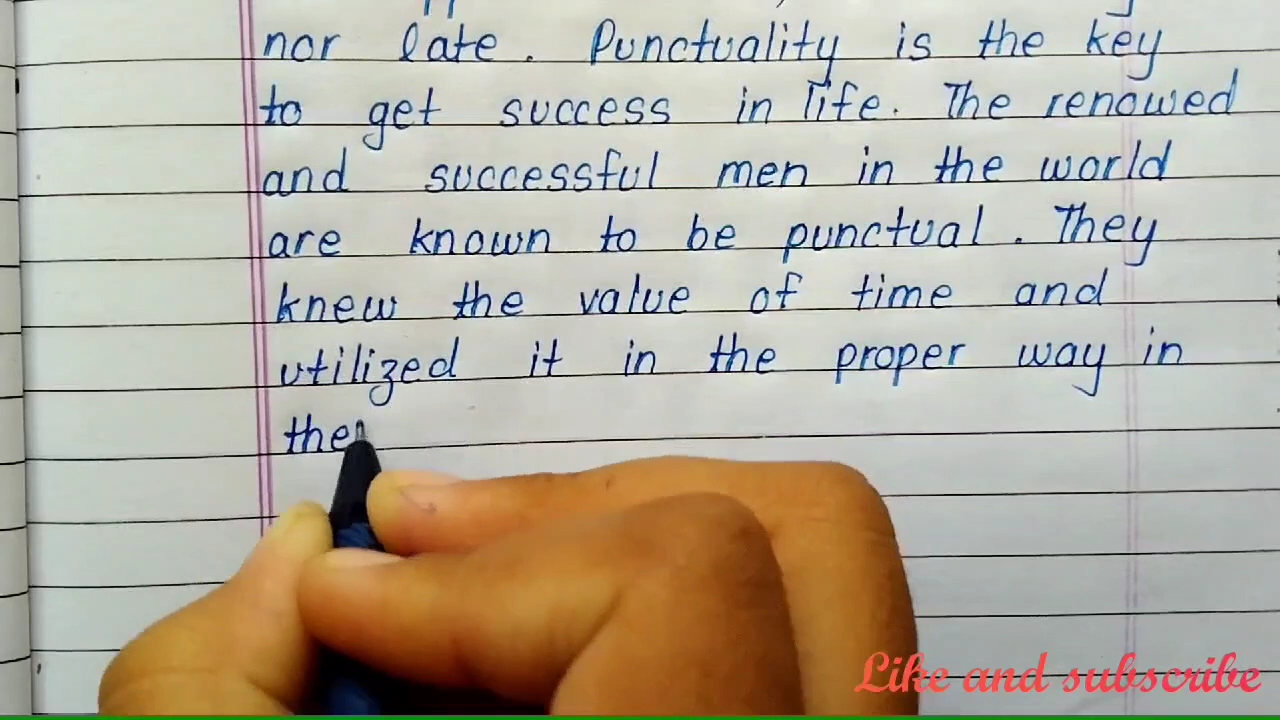 nor late. Punctuality is the key
to get success in life. The renowed
and successful men in the world
are known to be punctual. They
knew the value of time and
utilized it in the proper way in
the
Like and subscribe